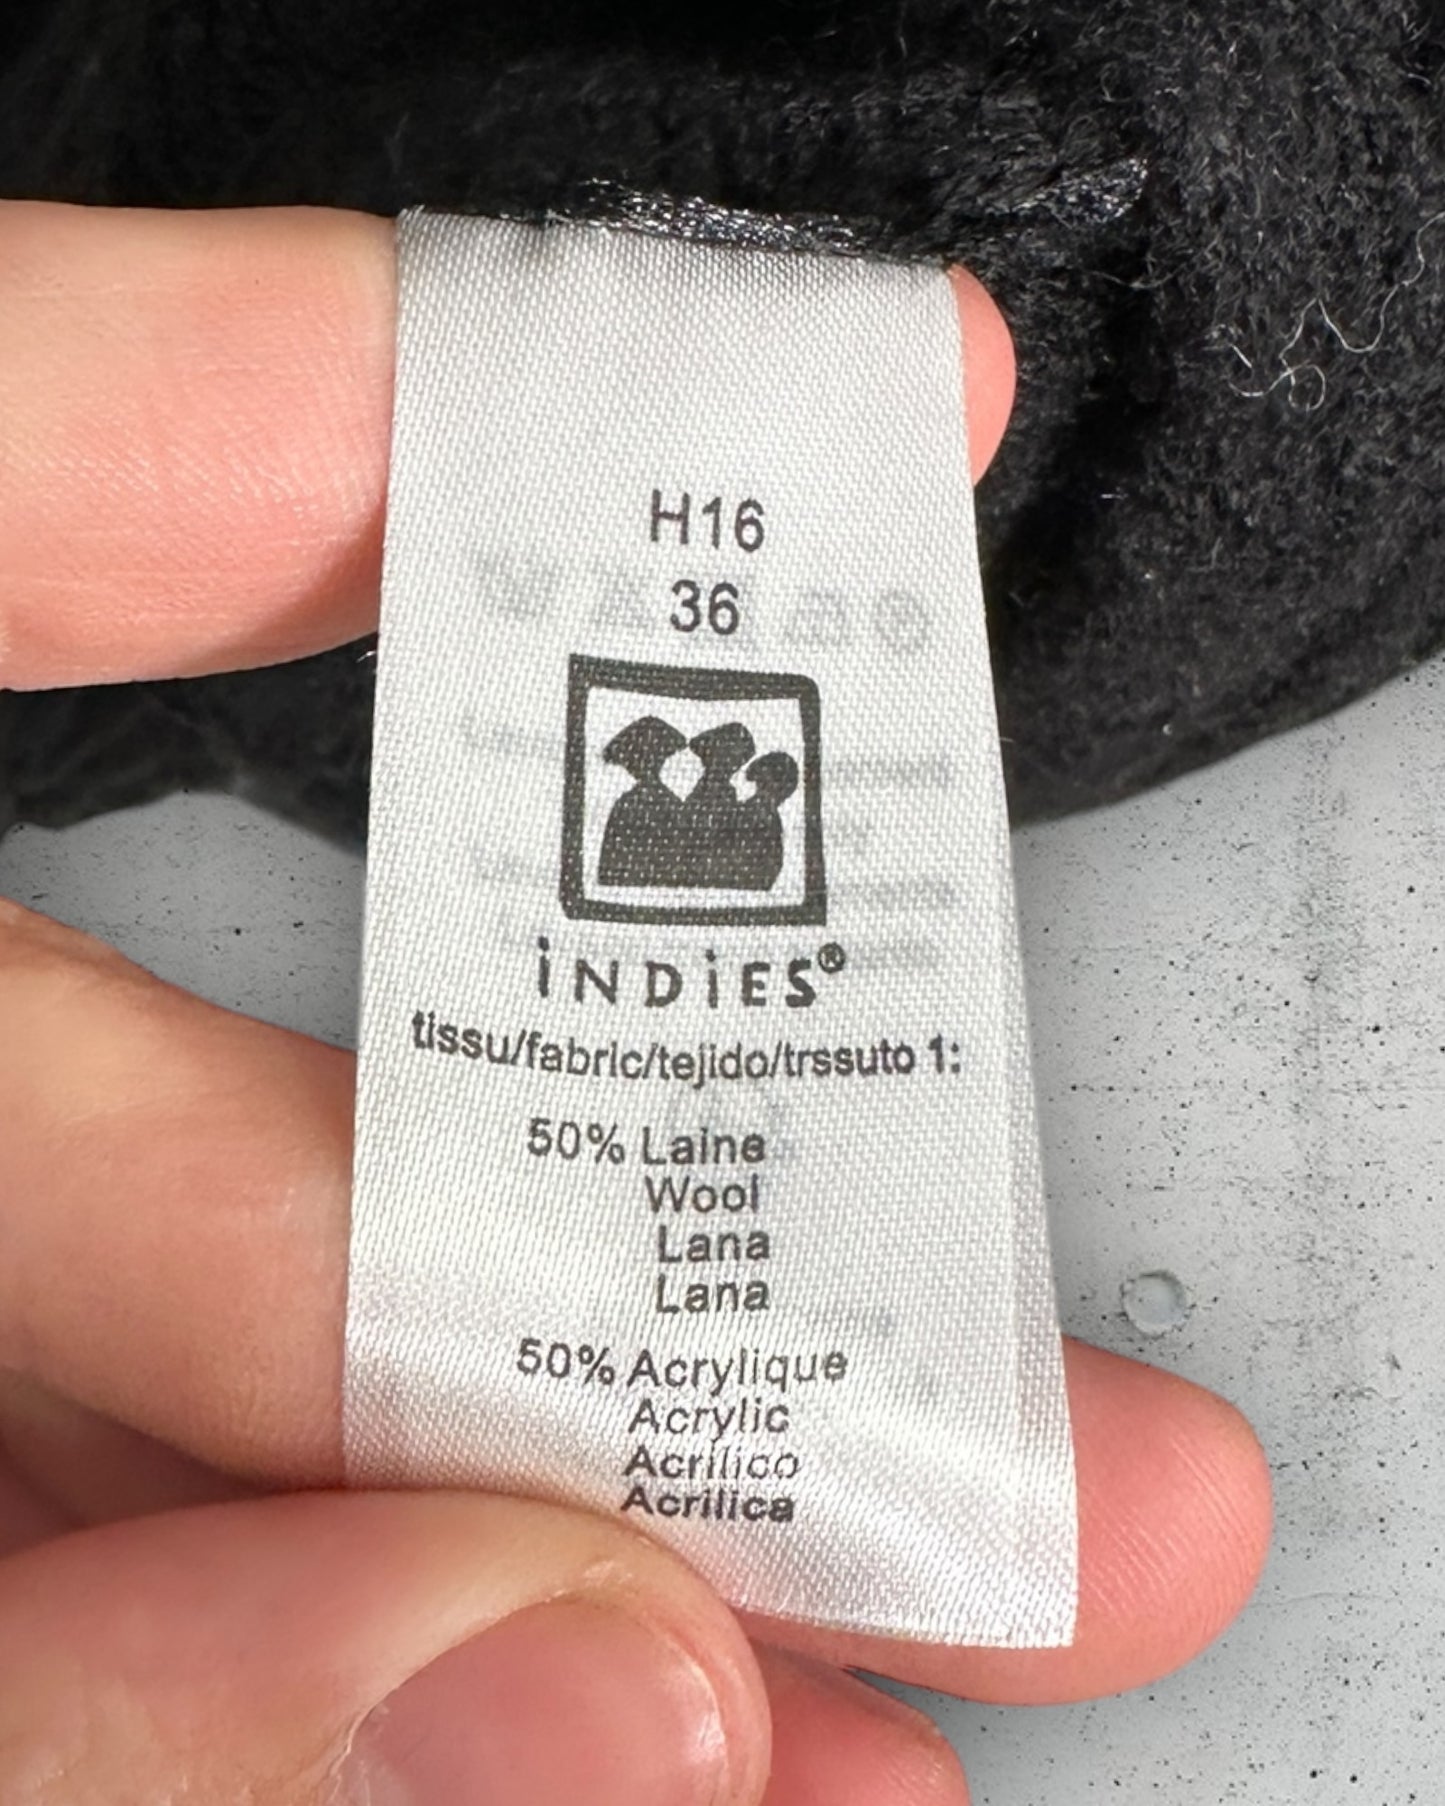 H16
36
iNDiES®
tissu/fabric/tejido/trssuto 1:
50% Laine
Wool
Lana
Lana
50% Acrylique
Acrylic
Acrilico
Acrilica